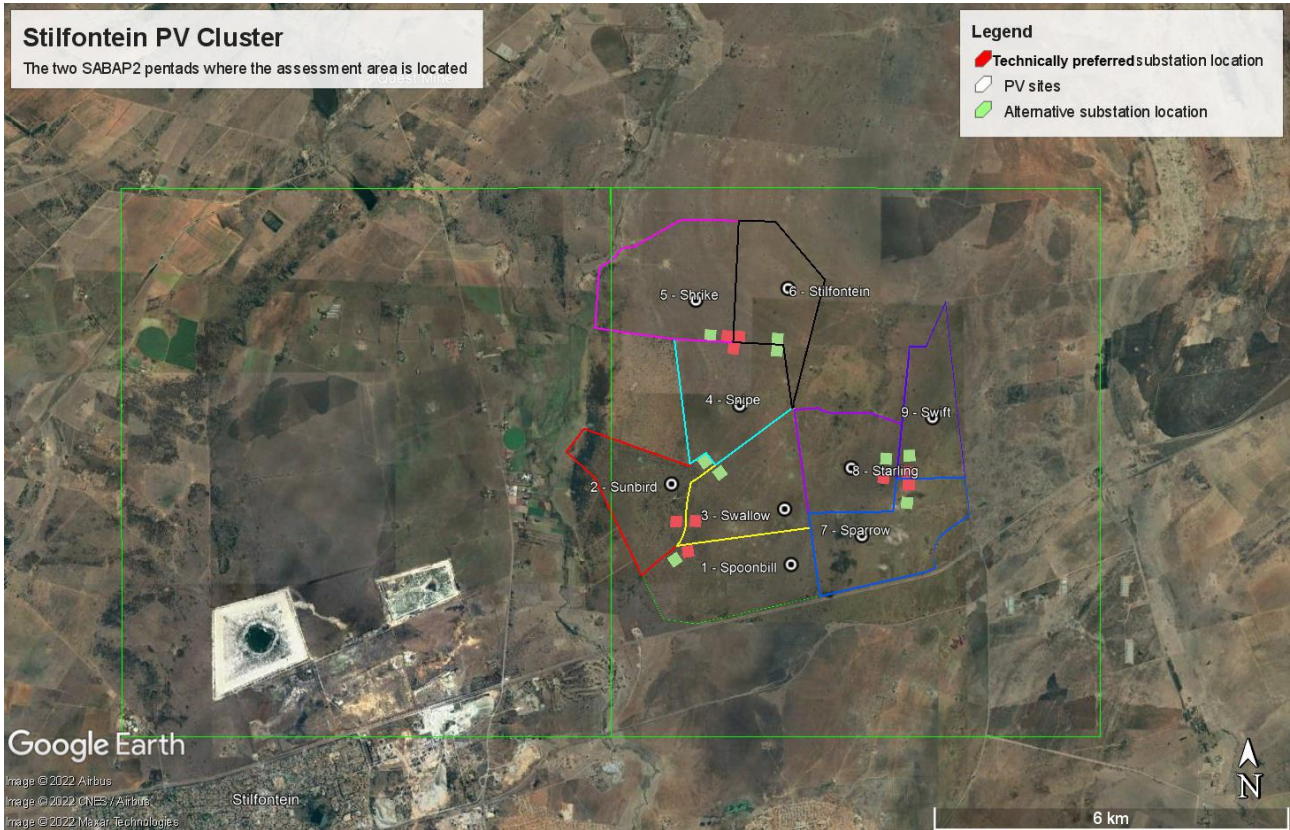 Stilfontein PV Cluster
The two SABAP2 pentads where the assessment area is located
Legend
Technically preferred substation location
PV sites
Alternative substation location
5 - Shrike
6 - Stilfontein
4 - Snipe
9 - Swift
8 - Starling
2 - Sunbird
3 - Swallow
7 - Sparrow
1 - Spoonbill
Google Earth
Image © 2022 Airbus
Image © 2022 CNES / Airbus
Image © 2022 Maxar Technologies
Stilfontein
N
6 km